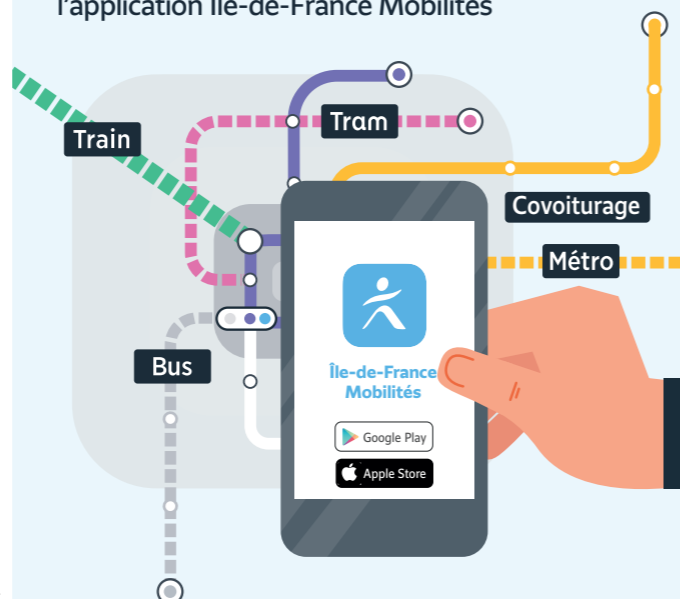 l'application Île-de-France Mobilités
Tram
Train
Covoiturage
Métro
Bus
Île-de-France
Mobilités
Google Play
Apple Store